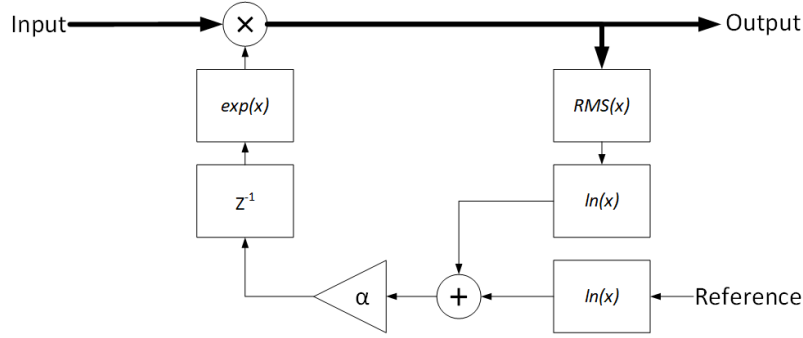 Input
×
Output
exp(x)
RMS(x)
z⁻¹
ln(x)
α
+
ln(x)
Reference